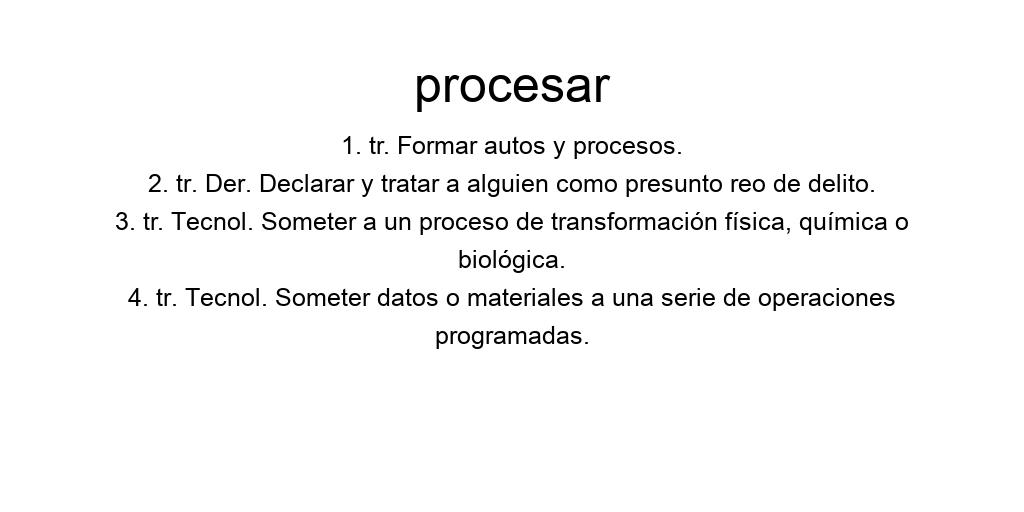 procesar
1. tr. Formar autos y procesos.
2. tr. Der. Declarar y tratar a alguien como presunto reo de delito.
3. tr. Tecnol. Someter a un proceso de transformación física, química o
biológica.
4. tr. Tecnol. Someter datos o materiales a una serie de operaciones
programadas.